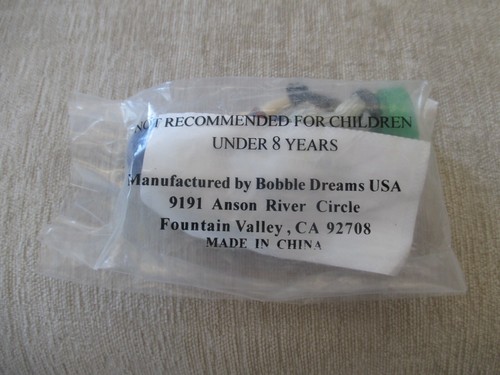 NOT RECOMMENDED FOR CHILDREN
UNDER 8 YEARS
Manufactured by Bobble Dreams USA
9191 Anson River Circle
Fountain Valley, CA 92708
MADE IN CHINA